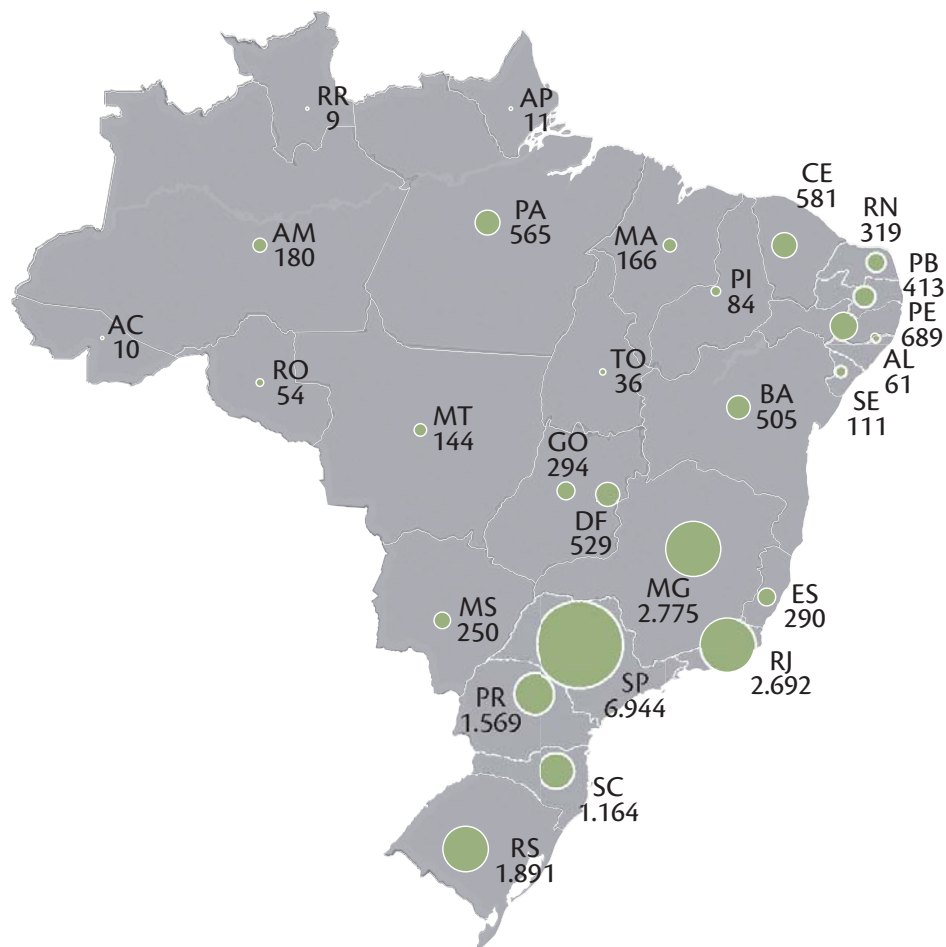 RR
9
AP
11
CE
581
RN
319
PA
565
AM
180
MA
166
PB
413
PI
84
PE
689
AC
10
AL
61
RO
54
TO
36
BA
505
SE
111
MT
144
GO
294
DF
529
MG
2.775
ES
290
MS
250
RJ
2.692
SP
6.944
PR
1.569
SC
1.164
RS
1.891